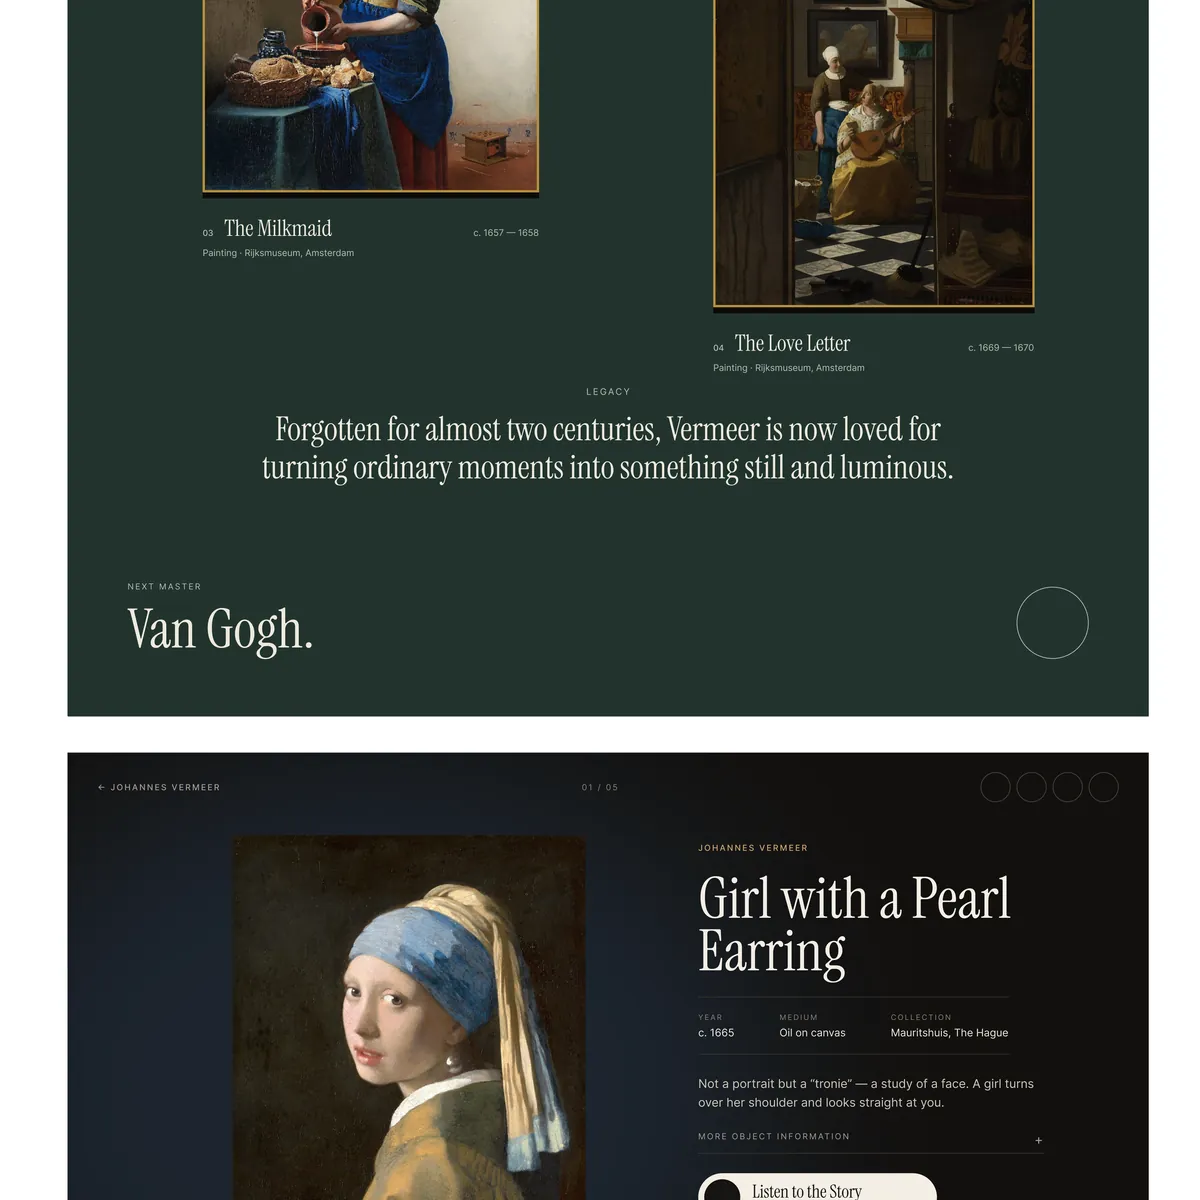 03 The Milkmaid c. 1657 — 1658
Painting · Rijksmuseum, Amsterdam
04 The Love Letter c. 1669 — 1670
Painting · Rijksmuseum, Amsterdam
LEGACY
Forgotten for almost two centuries, Vermeer is now loved for
turning ordinary moments into something still and luminous.
NEXT MASTER
Van Gogh.
← JOHANNES VERMEER
01 / 05
JOHANNES VERMEER
Girl with a Pearl
Earring
YEAR MEDIUM COLLECTION
c. 1665 Oil on canvas Mauritshuis, The Hague
Not a portrait but a “tronie” — a study of a face. A girl turns
over her shoulder and looks straight at you.
MORE OBJECT INFORMATION +
Listen to the Story